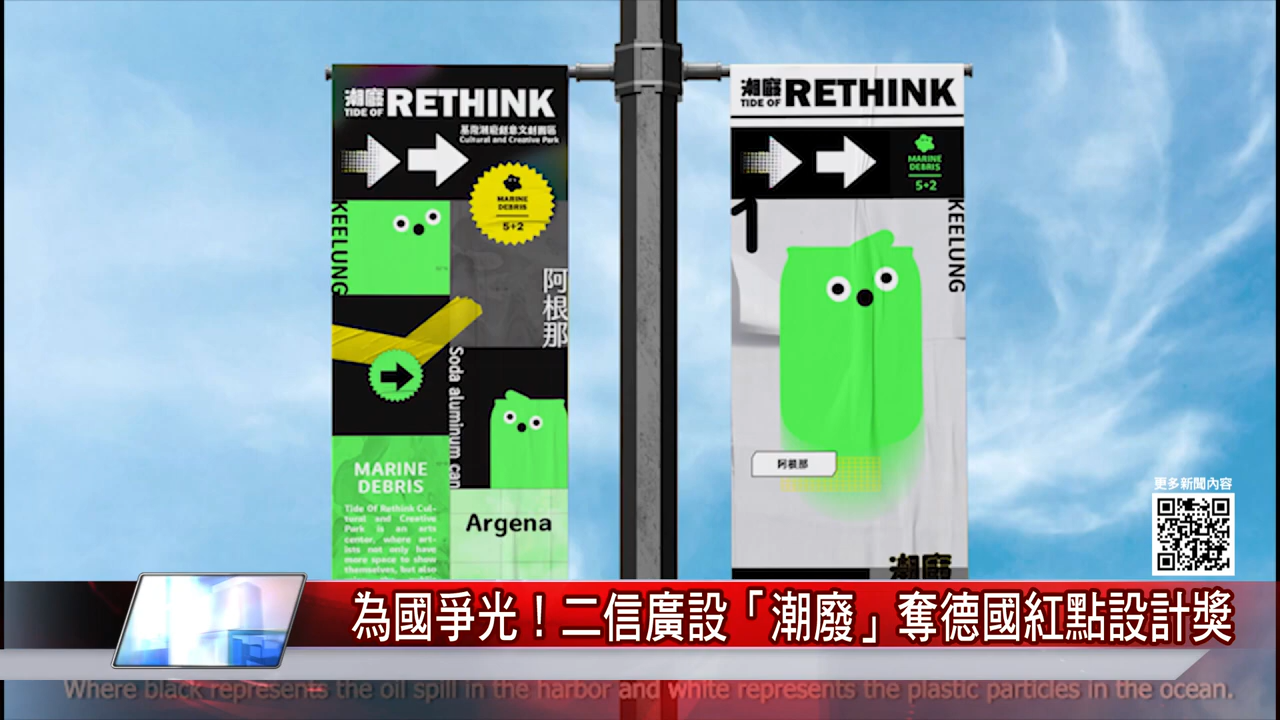 潮廢
TIDE OF RETHINK
基隆潮廢創意文創園區
Cultural and Creative Park
MARINE
DEBRIS
5+2
KEELUNG
阿根那
Soda aluminum can
MARINE
DEBRIS
Tide Of Rethink Cul-
tural and Creative
Park is an arts
center, where art-
ists not only have
more space to show
themselves, but also
Argena
潮廢
TIDE OF RETHINK
MARINE
DEBRIS
5+2
1
KEELUNG
阿根那
潮廢
更多新聞內容
為國爭光！二信廣設「潮廢」奪德國紅點設計獎
Where black represents the oil spill in the harbor and white represents the plastic particles in the ocean.